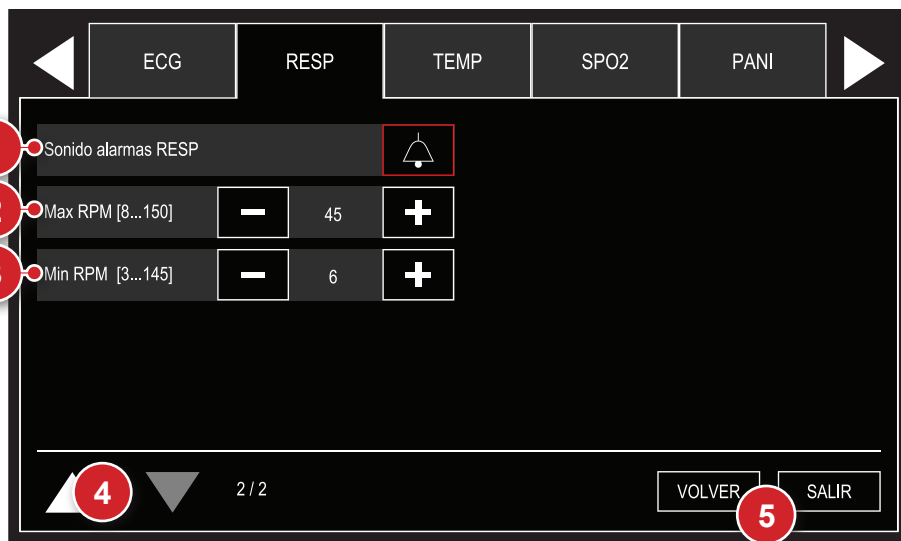 ECG RESP TEMP SPO2 PANI
Sonido alarmas RESP
2 Max RPM [8...150] 45
Min RPM [3...145] 6
4 2 / 2 VOLVER SALIR
5